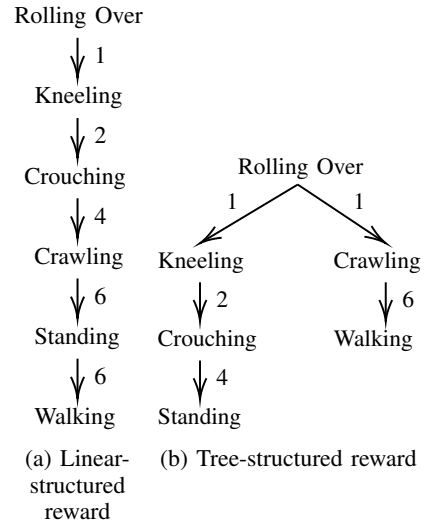 Rolling Over
1
Kneeling
2
Crouching
4
Crawling
6
Standing
6
Walking
(a) Linear-
structured
reward
Rolling Over
1 1
Kneeling Crawling
2 6
Crouching Walking
4
Standing
(b) Tree-structured reward